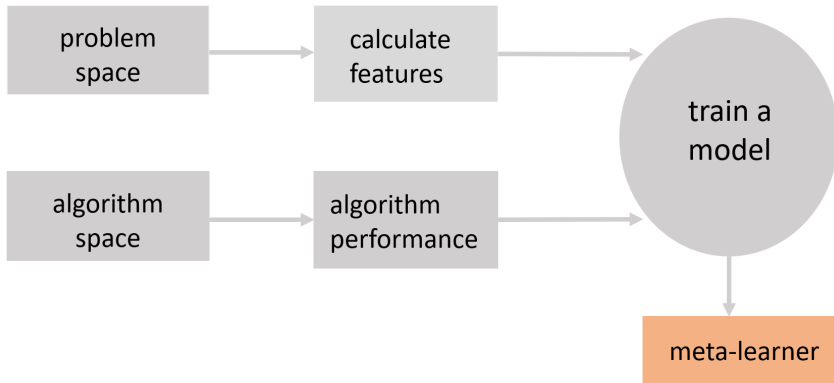 problem
space
calculate
features
train a
model
algorithm
space
algorithm
performance
meta-learner